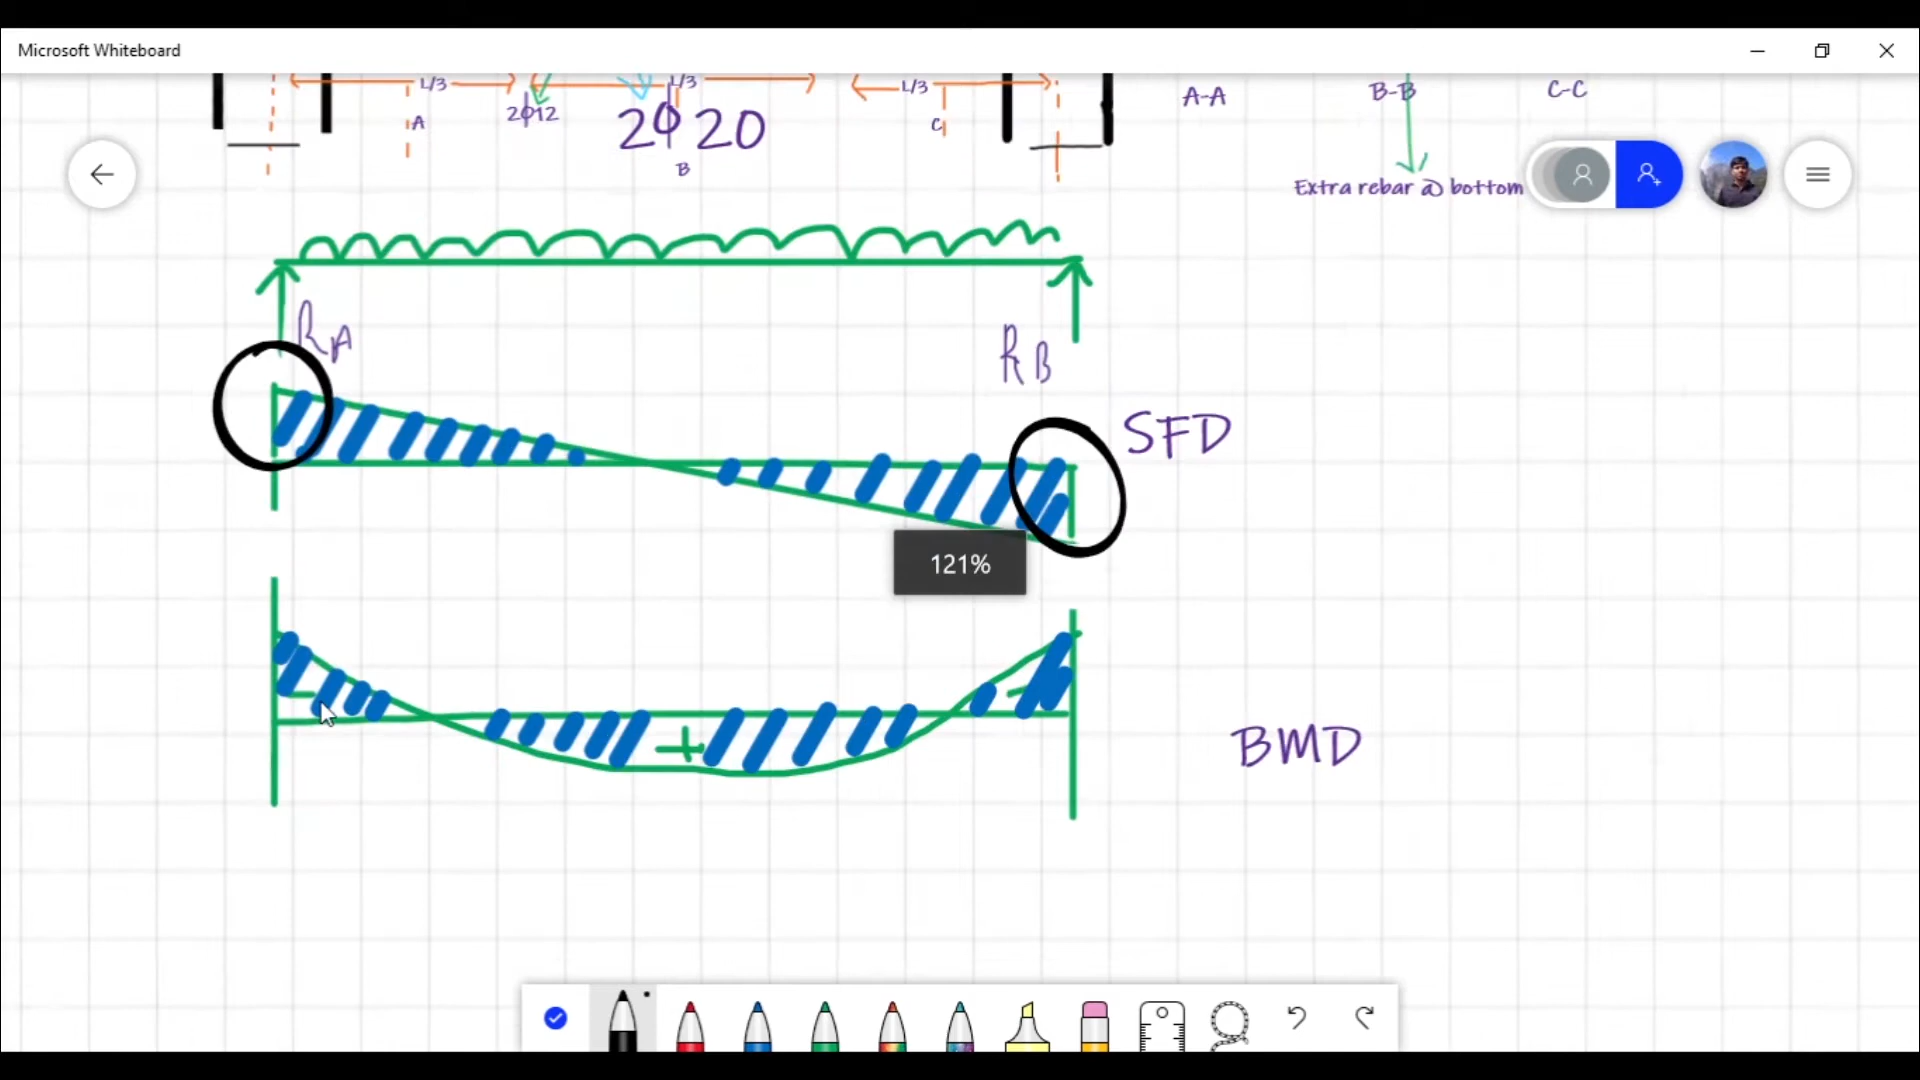 Microsoft Whiteboard
L/3 L/3 L/3
A 2ϕ12 2ϕ20 C
B
A-A B-B C-C
Extra rebar @ bottom
RA
RB
SFD
121%
- + -
BMD